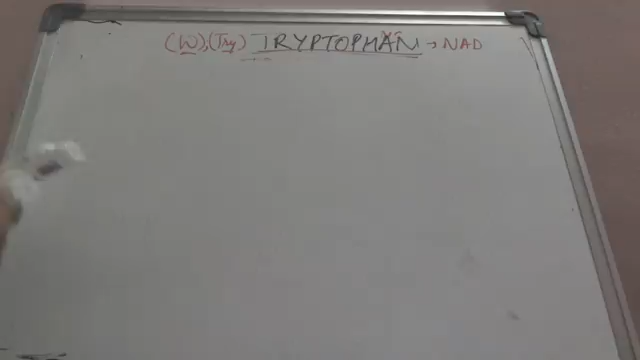 (W), (Try) TRYPTOPHAN → NAD